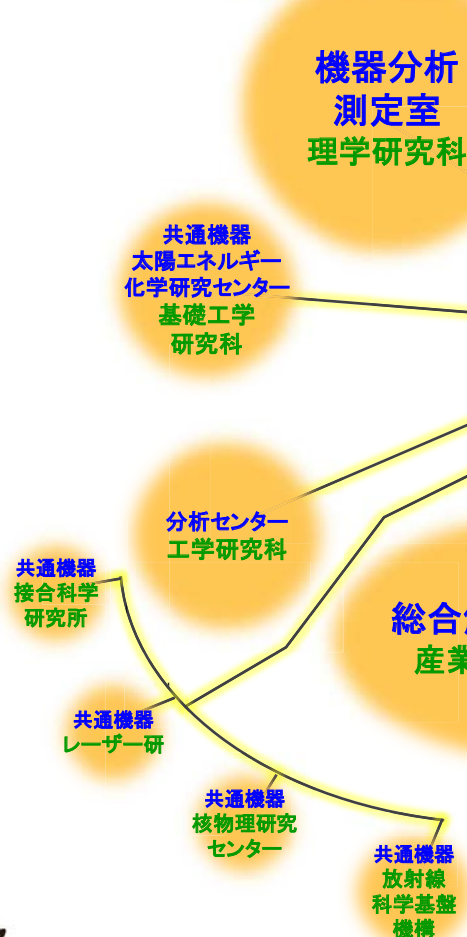 機器分析
測定室
理学研究科
共通機器
太陽エネルギー
化学研究センター
基礎工学
研究科
分析センター
工学研究科
共通機器
接合科学
研究所
総合
産業
共通機器
レーザー研
共通機器
核物理研究
センター
共通機器
放射線
科学基盤
機構